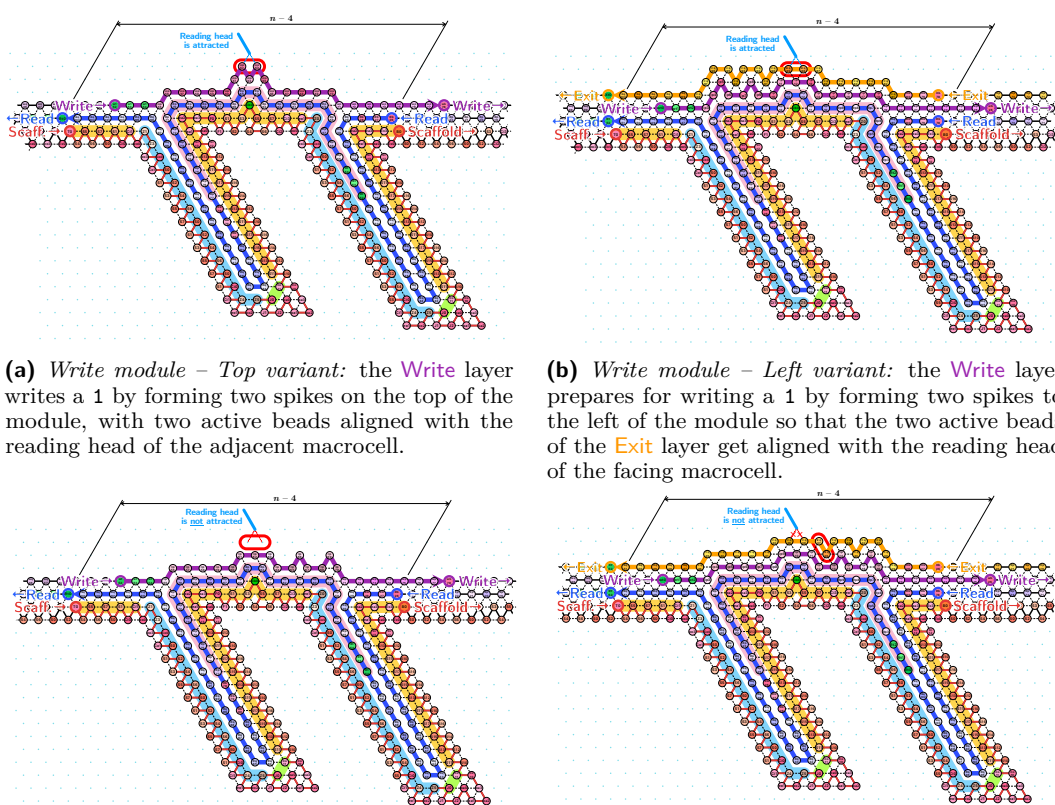 n − 4
Reading head
is attracted
Write
Write
Read
Read
Scaff
Scaffold
n − 4
Reading head
is attracted
Exit
Exit
Write
Write
Read
Read
Scaff
Scaffold
(a) Write module – Top variant: the Write layer
writes a 1 by forming two spikes on the top of the
module, with two active beads aligned with the
reading head of the adjacent macrocell.
(b) Write module – Left variant: the Write laye
prepares for writing a 1 by forming two spikes to
the left of the module so that the two active bead
of the Exit layer get aligned with the reading head
of the facing macrocell.
n − 4
Reading head
is not attracted
Write
Write
Read
Read
Scaff
Scaffold
n − 4
Reading head
is not attracted
Exit
Exit
Write
Write
Read
Read
Scaff
Scaffold